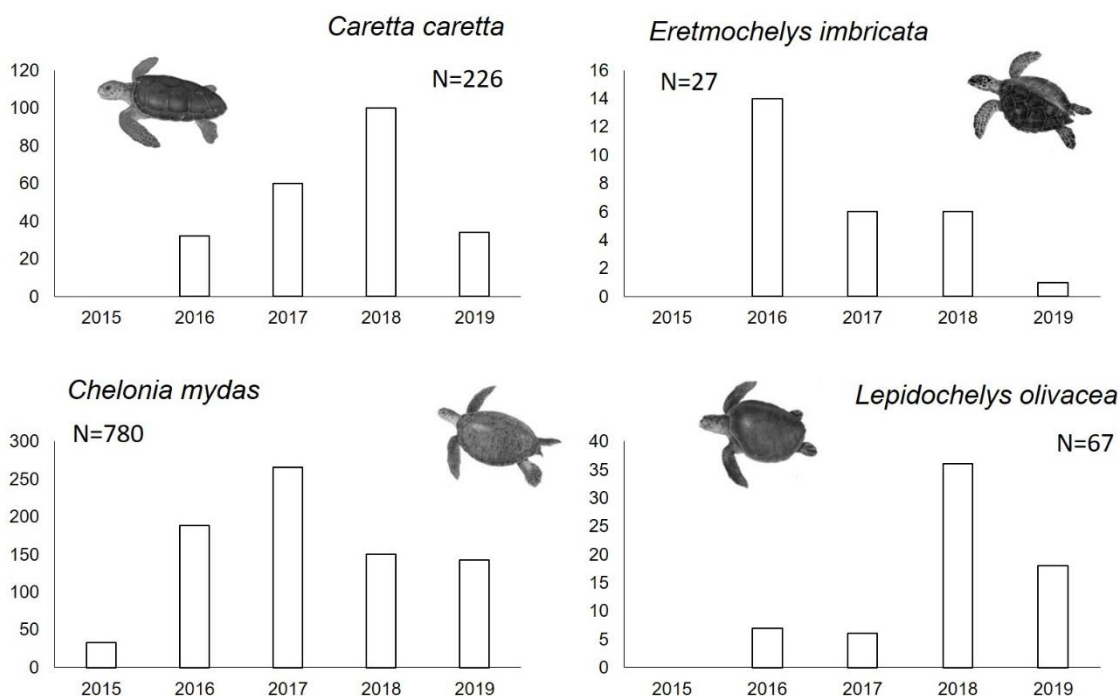 Caretta caretta
N=226
120
100
80
60
40
20
0
2015 2016 2017 2018 2019
Eretmochelys imbricata
N=27
16
14
12
10
8
6
4
2
0
2015 2016 2017 2018 2019
Chelonia mydas
N=780
300
250
200
150
100
50
0
2015 2016 2017 2018 2019
Lepidochelys olivacea
N=67
40
35
30
25
20
15
10
5
0
2015 2016 2017 2018 2019